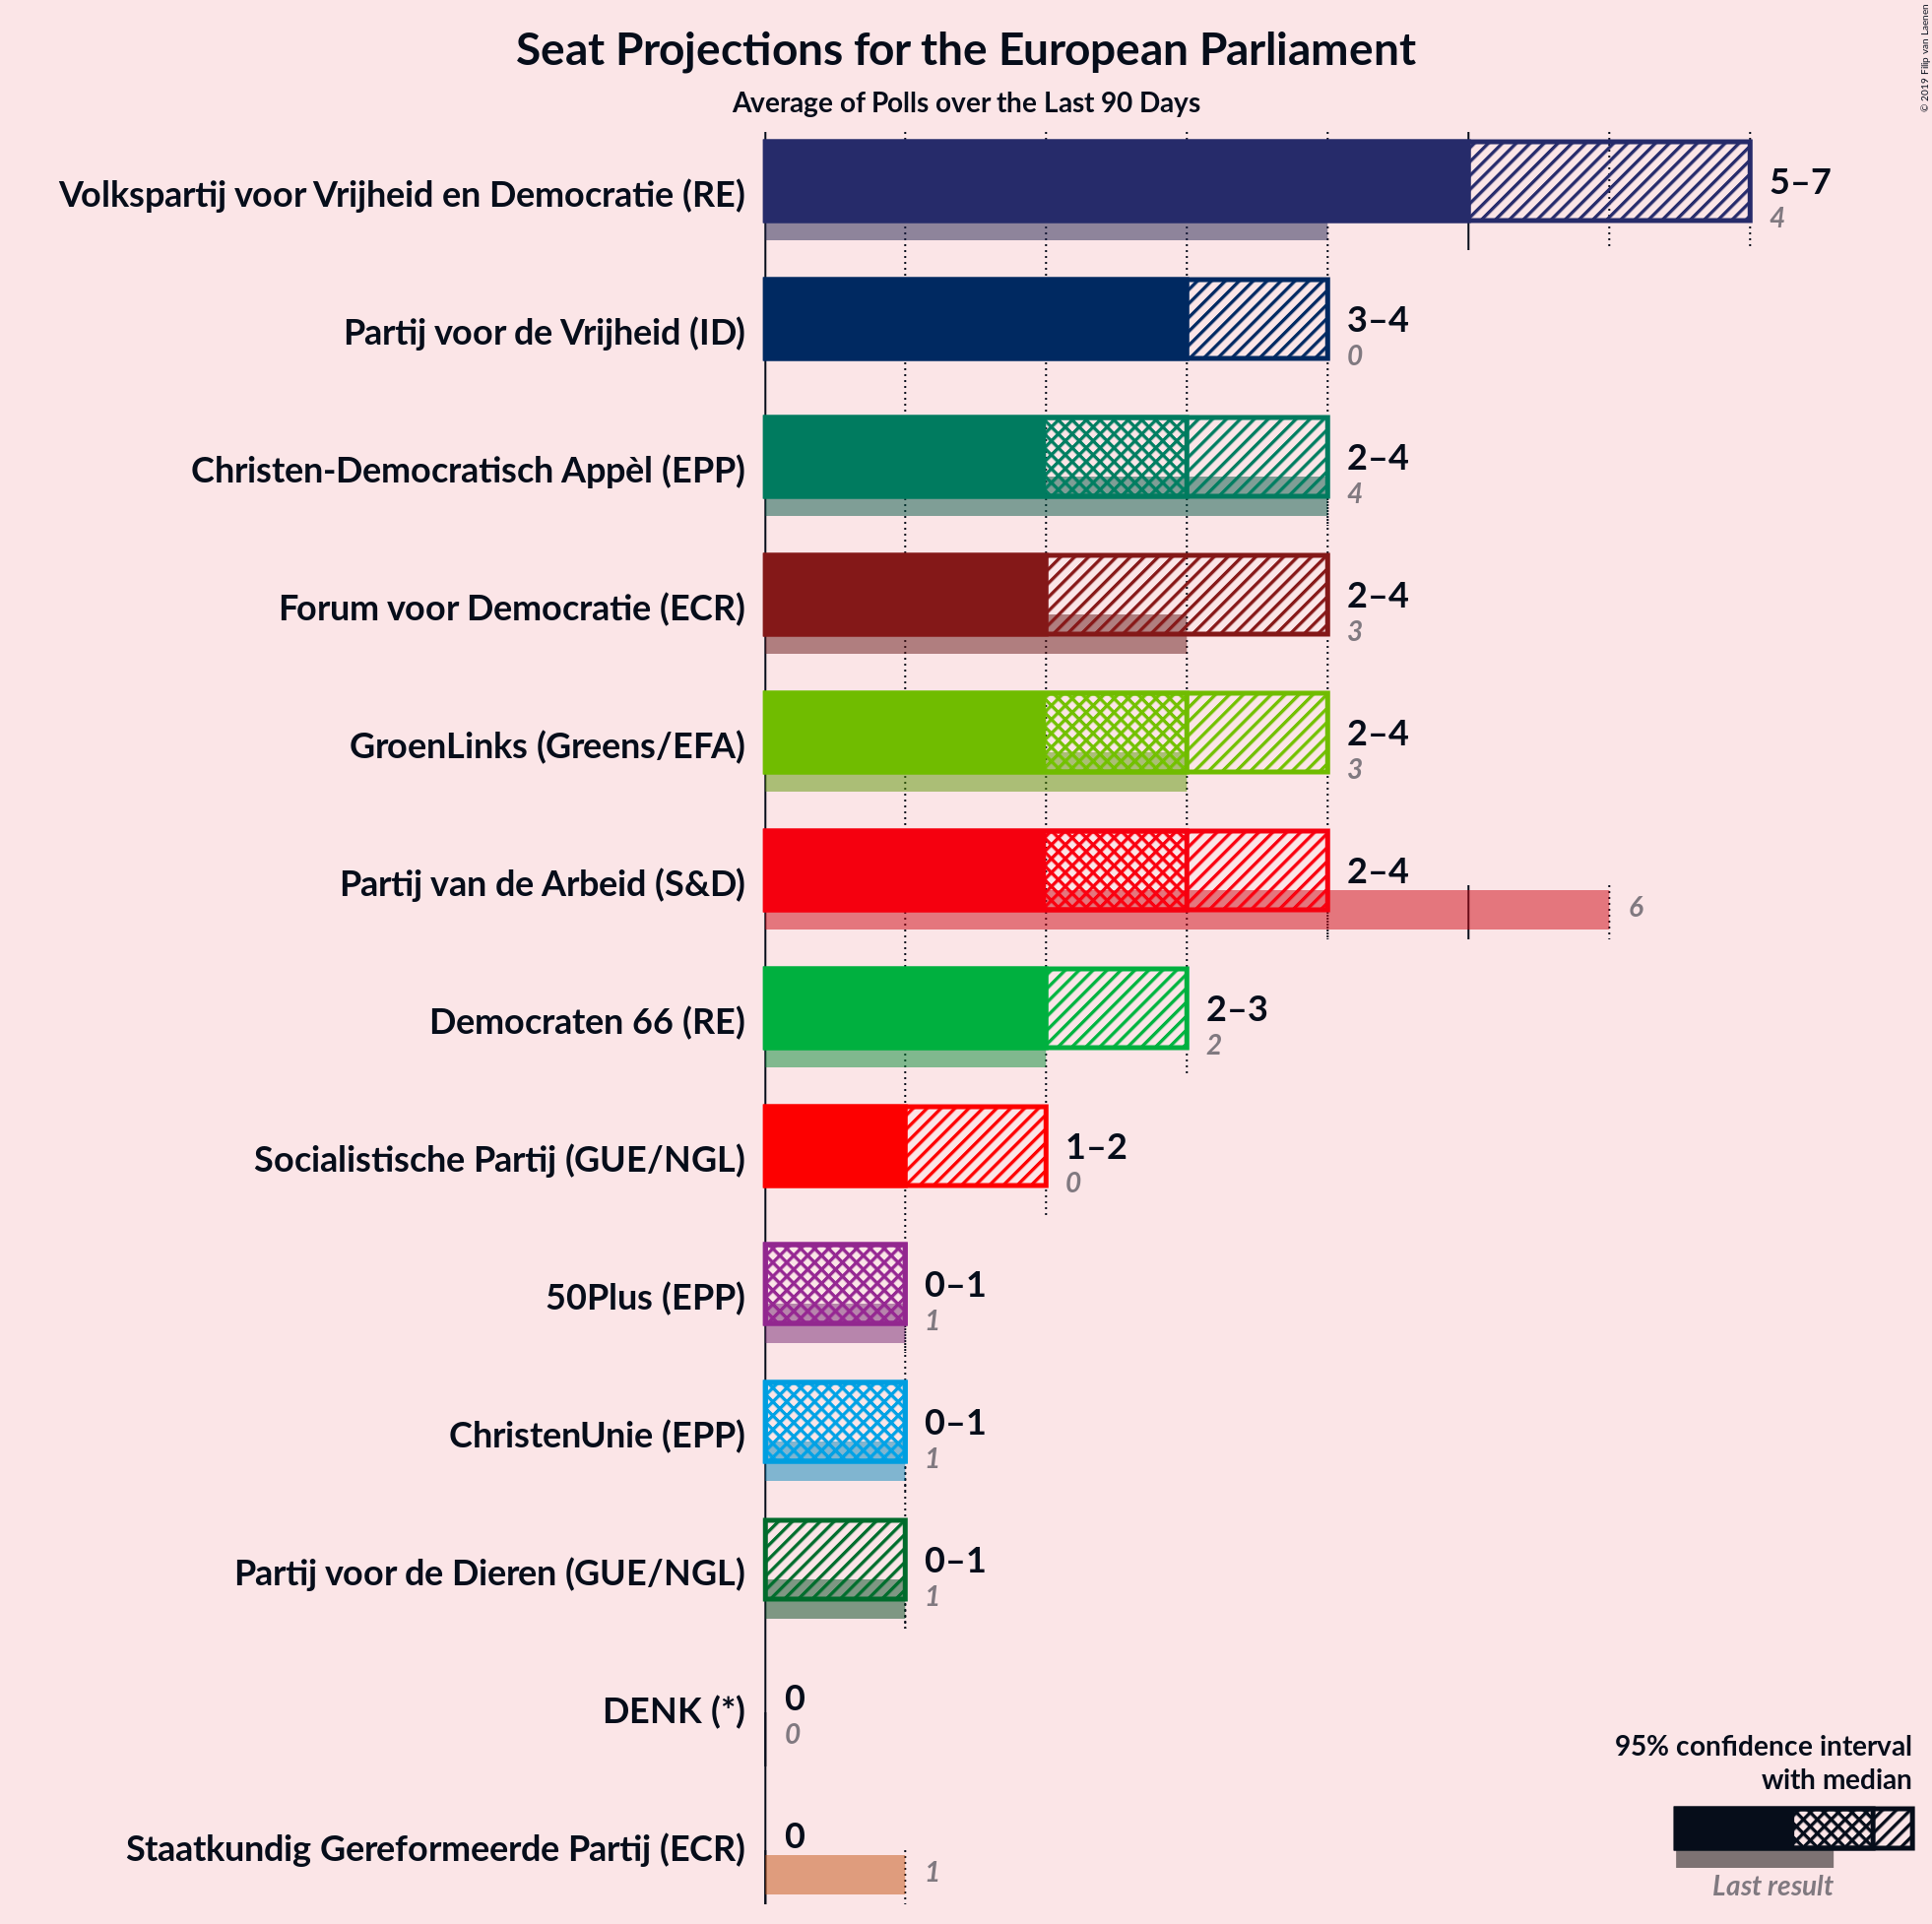 Seat Projections for the European Parliament
Average of Polls over the Last 90 Days
© 2019 Filip van Laenen
Volkspartij voor Vrijheid en Democratie (RE)
5–7
4
Partij voor de Vrijheid (ID)
3–4
0
Christen-Democratisch Appèl (EPP)
2–4
4
Forum voor Democratie (ECR)
2–4
3
GroenLinks (Greens/EFA)
2–4
3
Partij van de Arbeid (S&D)
2–4
6
Democraten 66 (RE)
2–3
2
Socialistische Partij (GUE/NGL)
1–2
0
50Plus (EPP)
0–1
1
ChristenUnie (EPP)
0–1
1
Partij voor de Dieren (GUE/NGL)
0–1
1
DENK (*)
0
0
Staatkundig Gereformeerde Partij (ECR)
0
1
95% confidence interval
with median
Last result